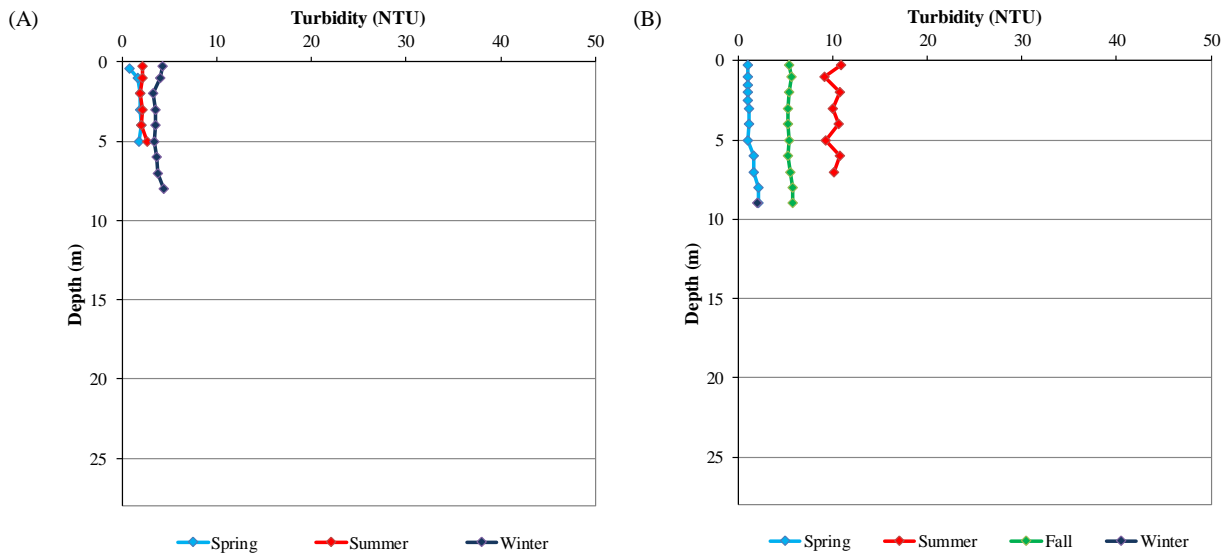 (A)
Turbidity (NTU)
0 10 20 30 40 50
0
5
10
15
20
25
Depth (m)
Spring Summer Winter
(B)
Turbidity (NTU)
0 10 20 30 40 50
0
5
10
15
20
25
Depth (m)
Spring Summer Fall Winter